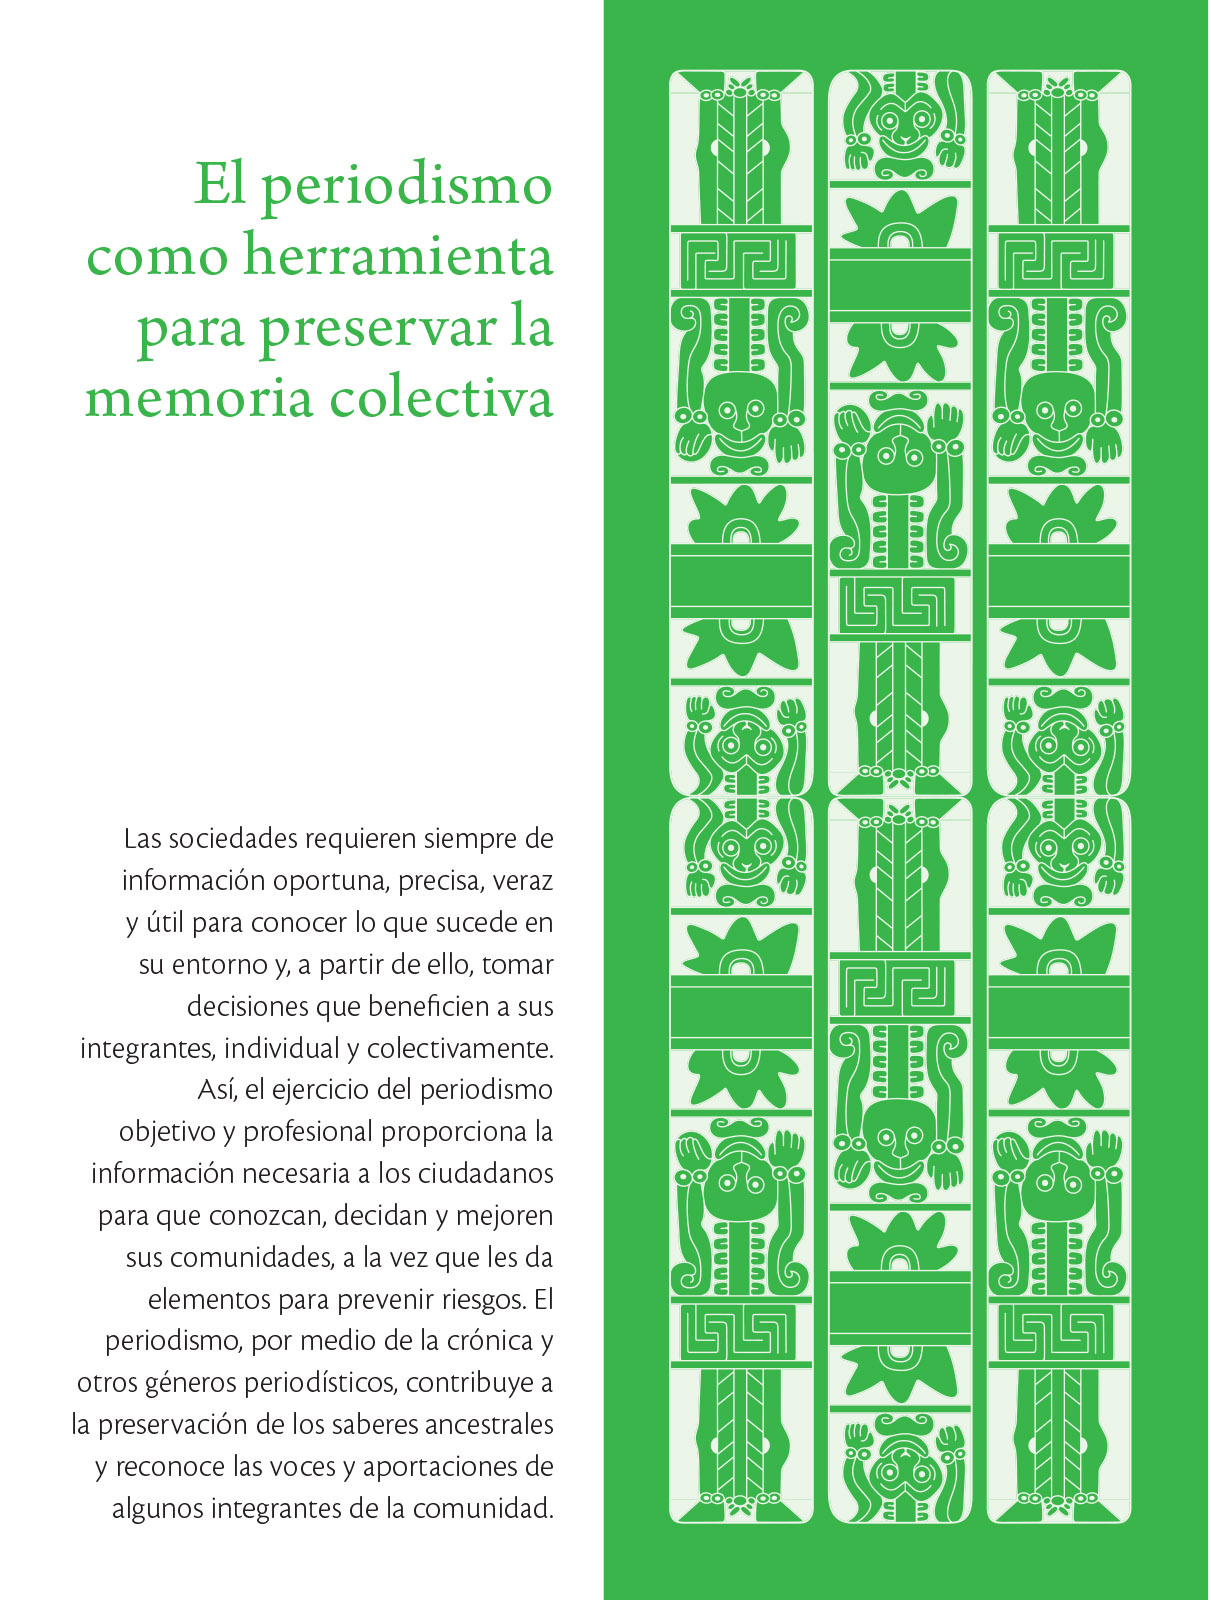 El periodismo
como herramienta
para preservar la
memoria colectiva
Las sociedades requieren siempre de
información oportuna, precisa, veraz
y útil para conocer lo que sucede en
su entorno y, a partir de ello, tomar
decisiones que beneficien a sus
integrantes, individual y colectivamente.
Así, el ejercicio del periodismo
objetivo y profesional proporciona la
información necesaria a los ciudadanos
para que conozcan, decidan y mejoren
sus comunidades, a la vez que les da
elementos para prevenir riesgos. El
periodismo, por medio de la crónica y
otros géneros periodísticos, contribuye a
la preservación de los saberes ancestrales
y reconoce las voces y aportaciones de
algunos integrantes de la comunidad.